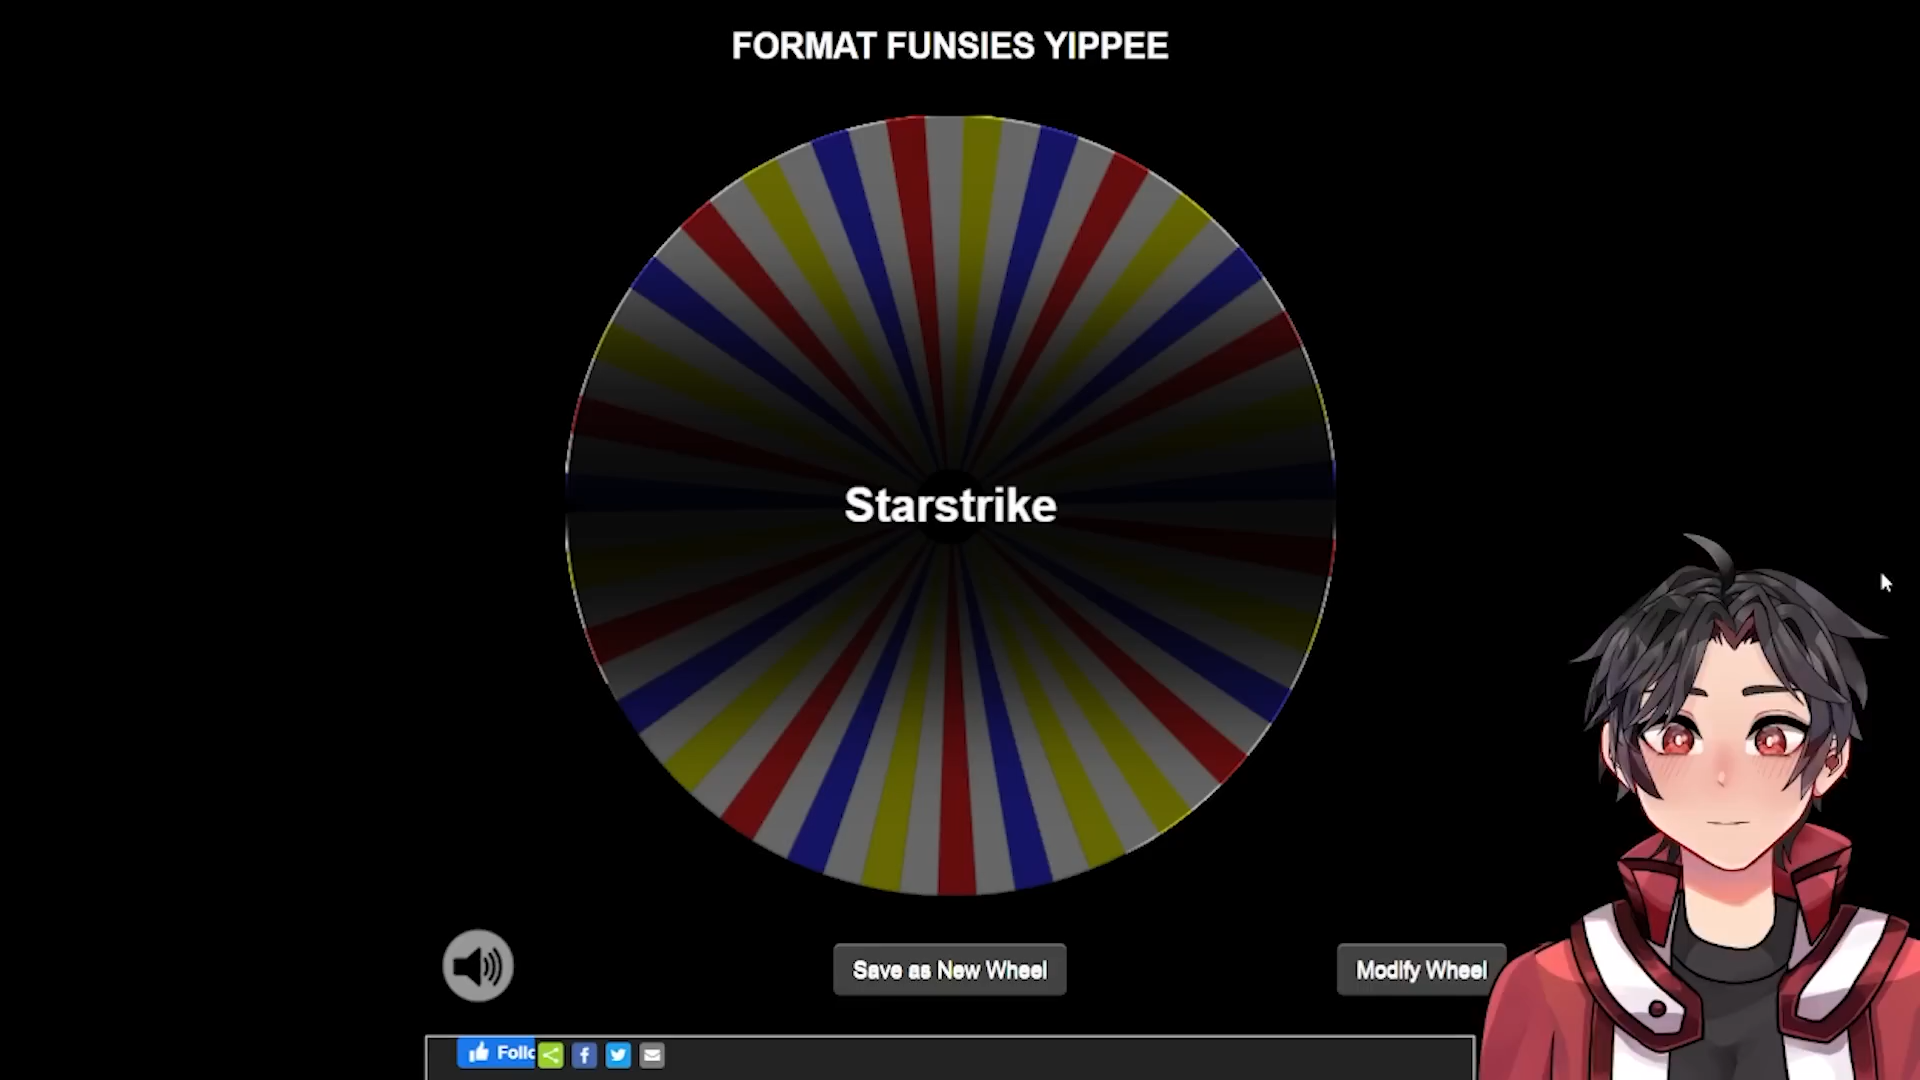 FORMAT FUNSIES YIPPEE
Starstrike
Save as New Wheel
Modify Wheel